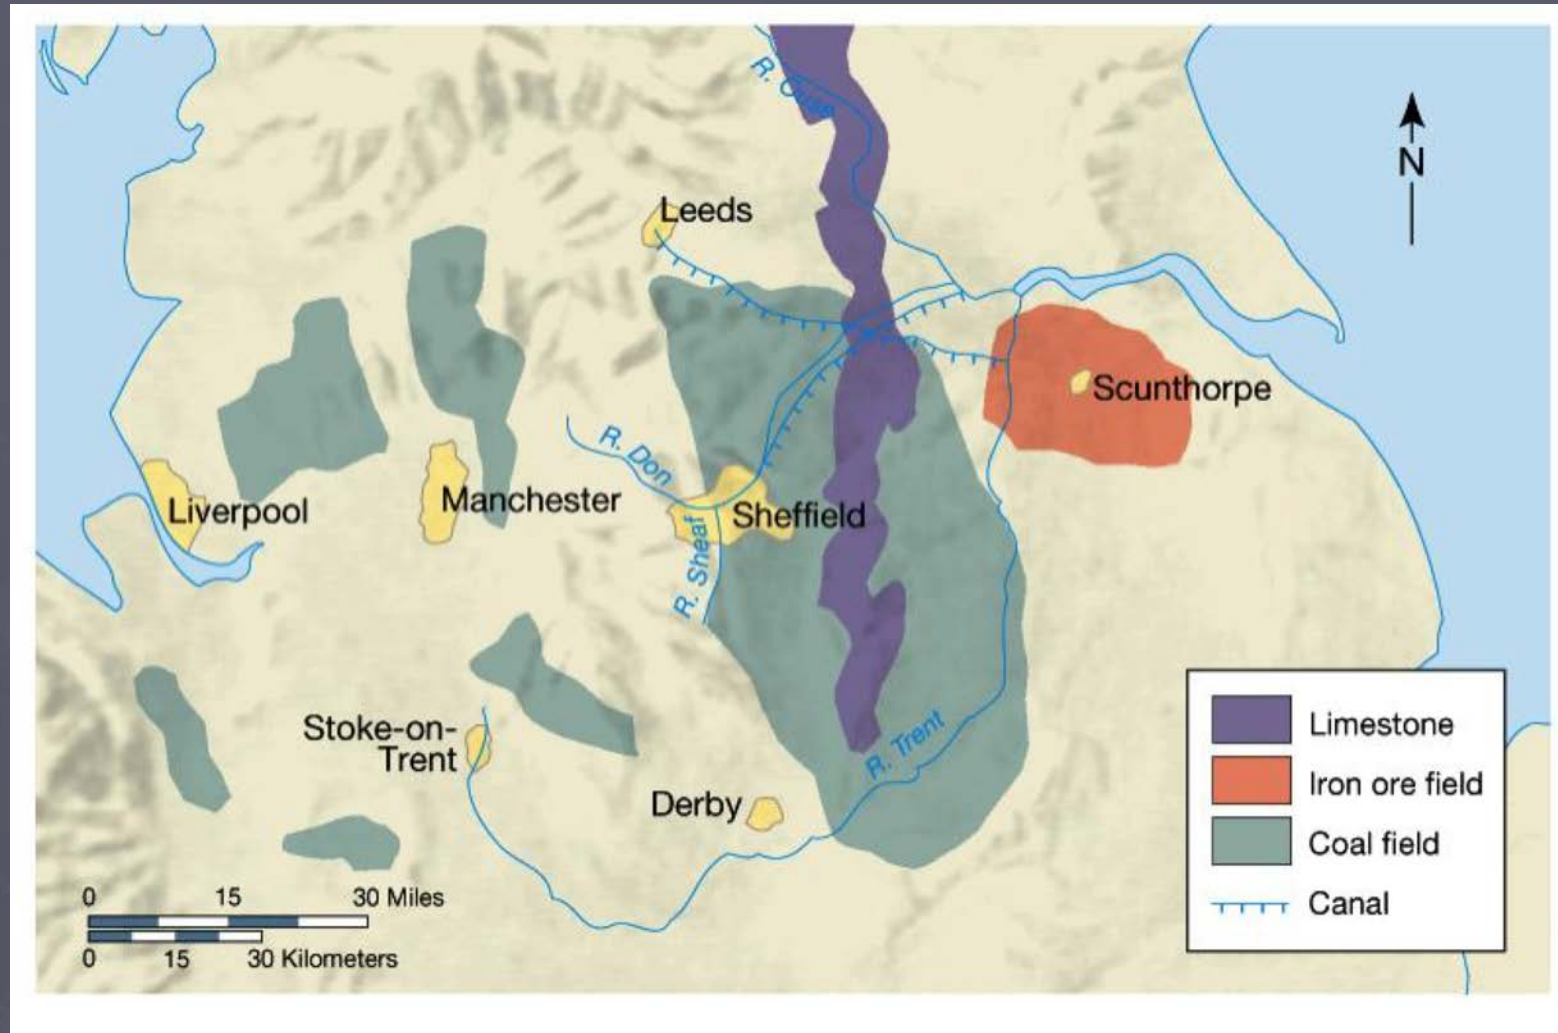 R. Ouse
N
Leeds
Scunthorpe
R. Don
Liverpool
Manchester
Sheffield
R. Sheaf
Stoke-on-
Trent
R. Trent
Derby
Limestone
Iron ore field
Coal field
Canal
0 15 30 Miles
0 15 30 Kilometers